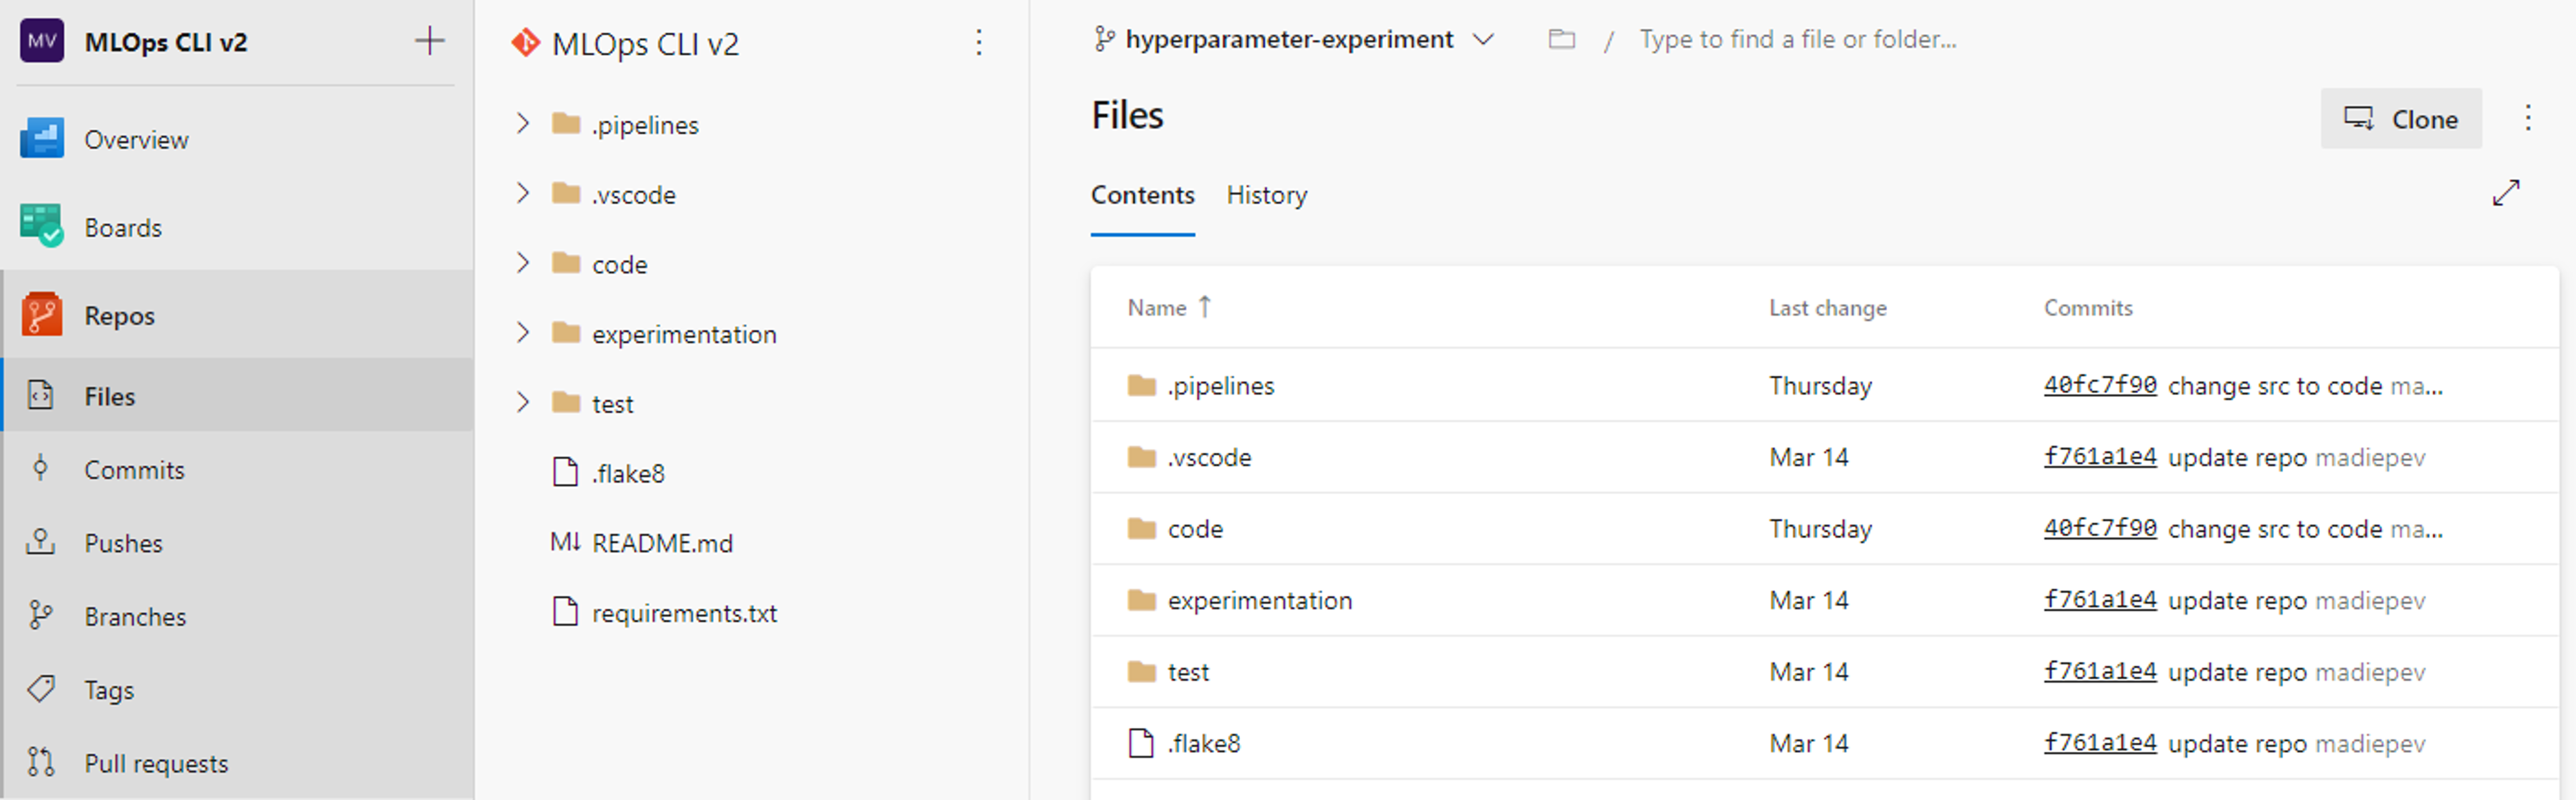 MV MLOps CLI v2
Overview
Boards
Repos
Files
Commits
Pushes
Branches
Tags
Pull requests
MLOps CLI v2
.pipelines
.vscode
code
experimentation
test
.flake8
M↓ README.md
requirements.txt
hyperparameter-experiment / Type to find a file or folder...
Files
Clone
Contents History
Name ↑ Last change Commits
.pipelines Thursday 40fc7f90 change src to code ma...
.vscode Mar 14 f761a1e4 update repo madiepev
code Thursday 40fc7f90 change src to code ma...
experimentation Mar 14 f761a1e4 update repo madiepev
test Mar 14 f761a1e4 update repo madiepev
.flake8 Mar 14 f761a1e4 update repo madiepev